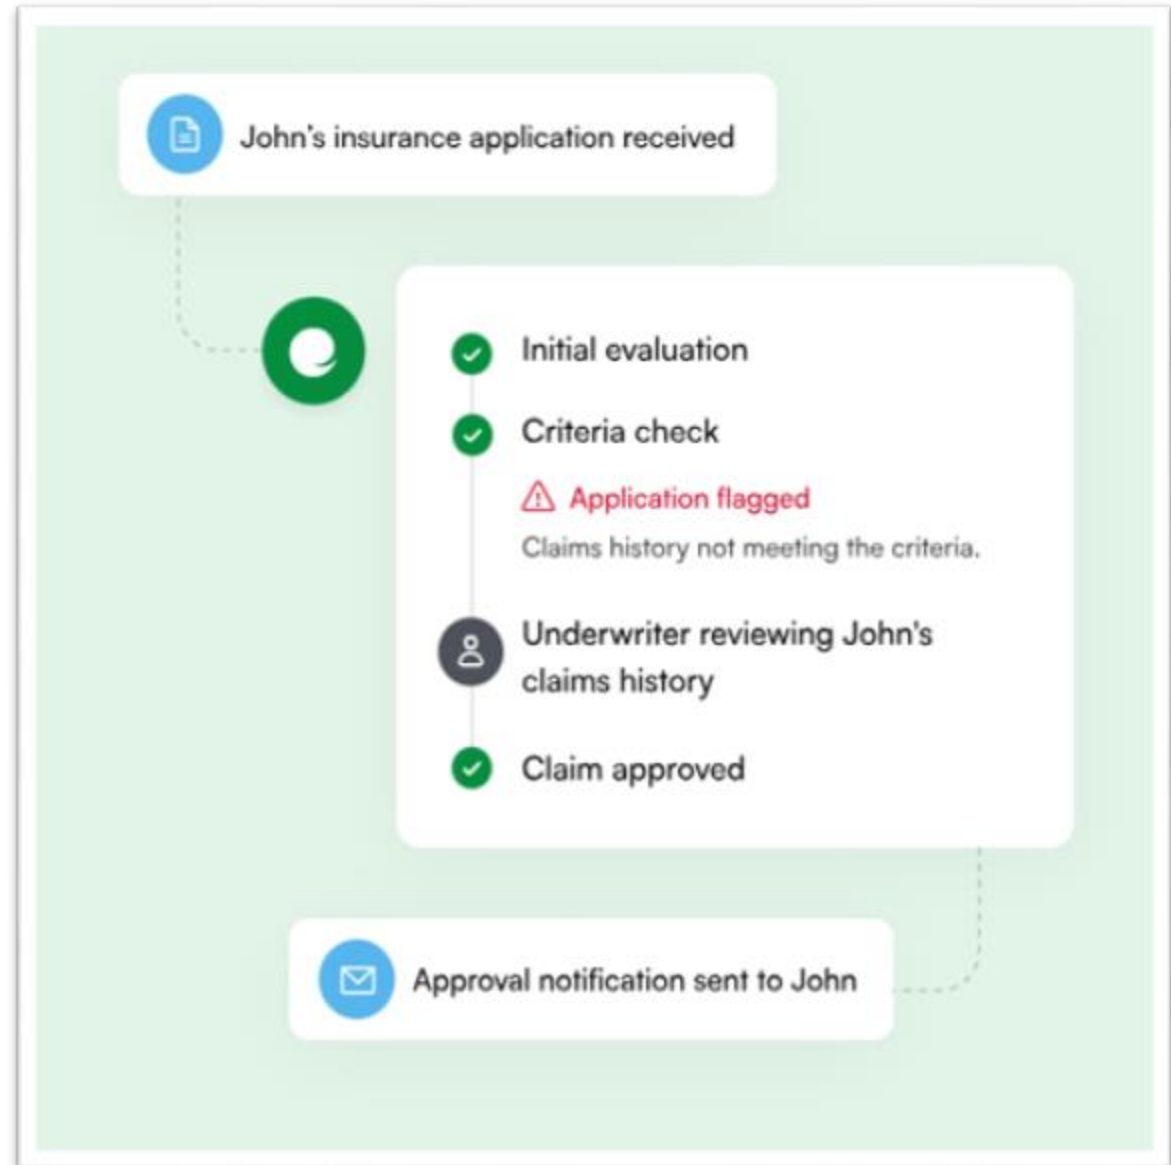 John’s insurance application received
Initial evaluation
Criteria check
Application flagged
Claims history not meeting the criteria.
Underwriter reviewing John's
claims history
Claim approved
Approval notification sent to John